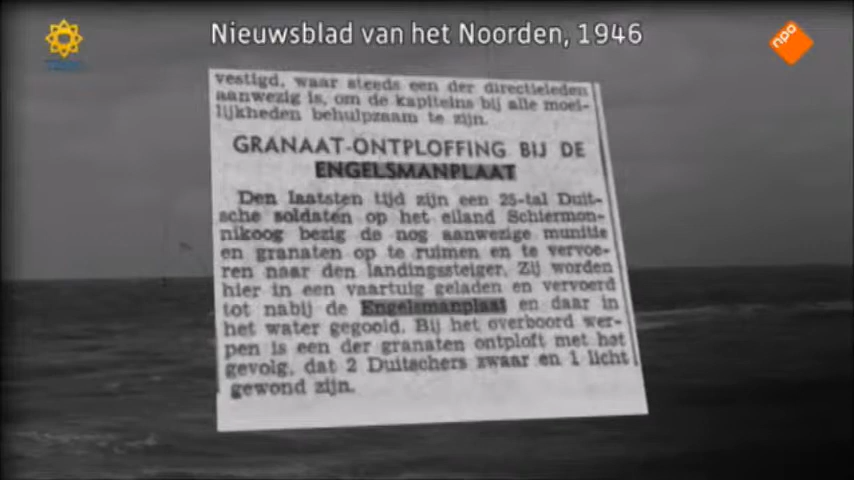 Nieuwsblad van het Noorden, 1946
npo
vestigd, waar steeds een der directieleden
aanwezig is, om de kapiteins bij alle moei-
lijkheden behulpzaam te zijn.
GRANAAT-ONTPLOFFING BIJ DE
ENGELSMANPLAAT
Den laatsten tijd zijn een 25-tal Duit-
sche soldaten op het eiland Schiermon-
nikoog bezig de nog aanwezige munitie
en granaten op te ruimen en te vervoe-
ren naar den landingssteiger. Zij worden
hier in een vaartuig geladen en vervoerd
tot nabij de Engelsmanplaat en daar in
het water gegooid. Bij het overboord wer-
pen is een der granaten ontploft met het
gevolg, dat 2 Duitschers zwaar en 1 licht
gewond zijn.